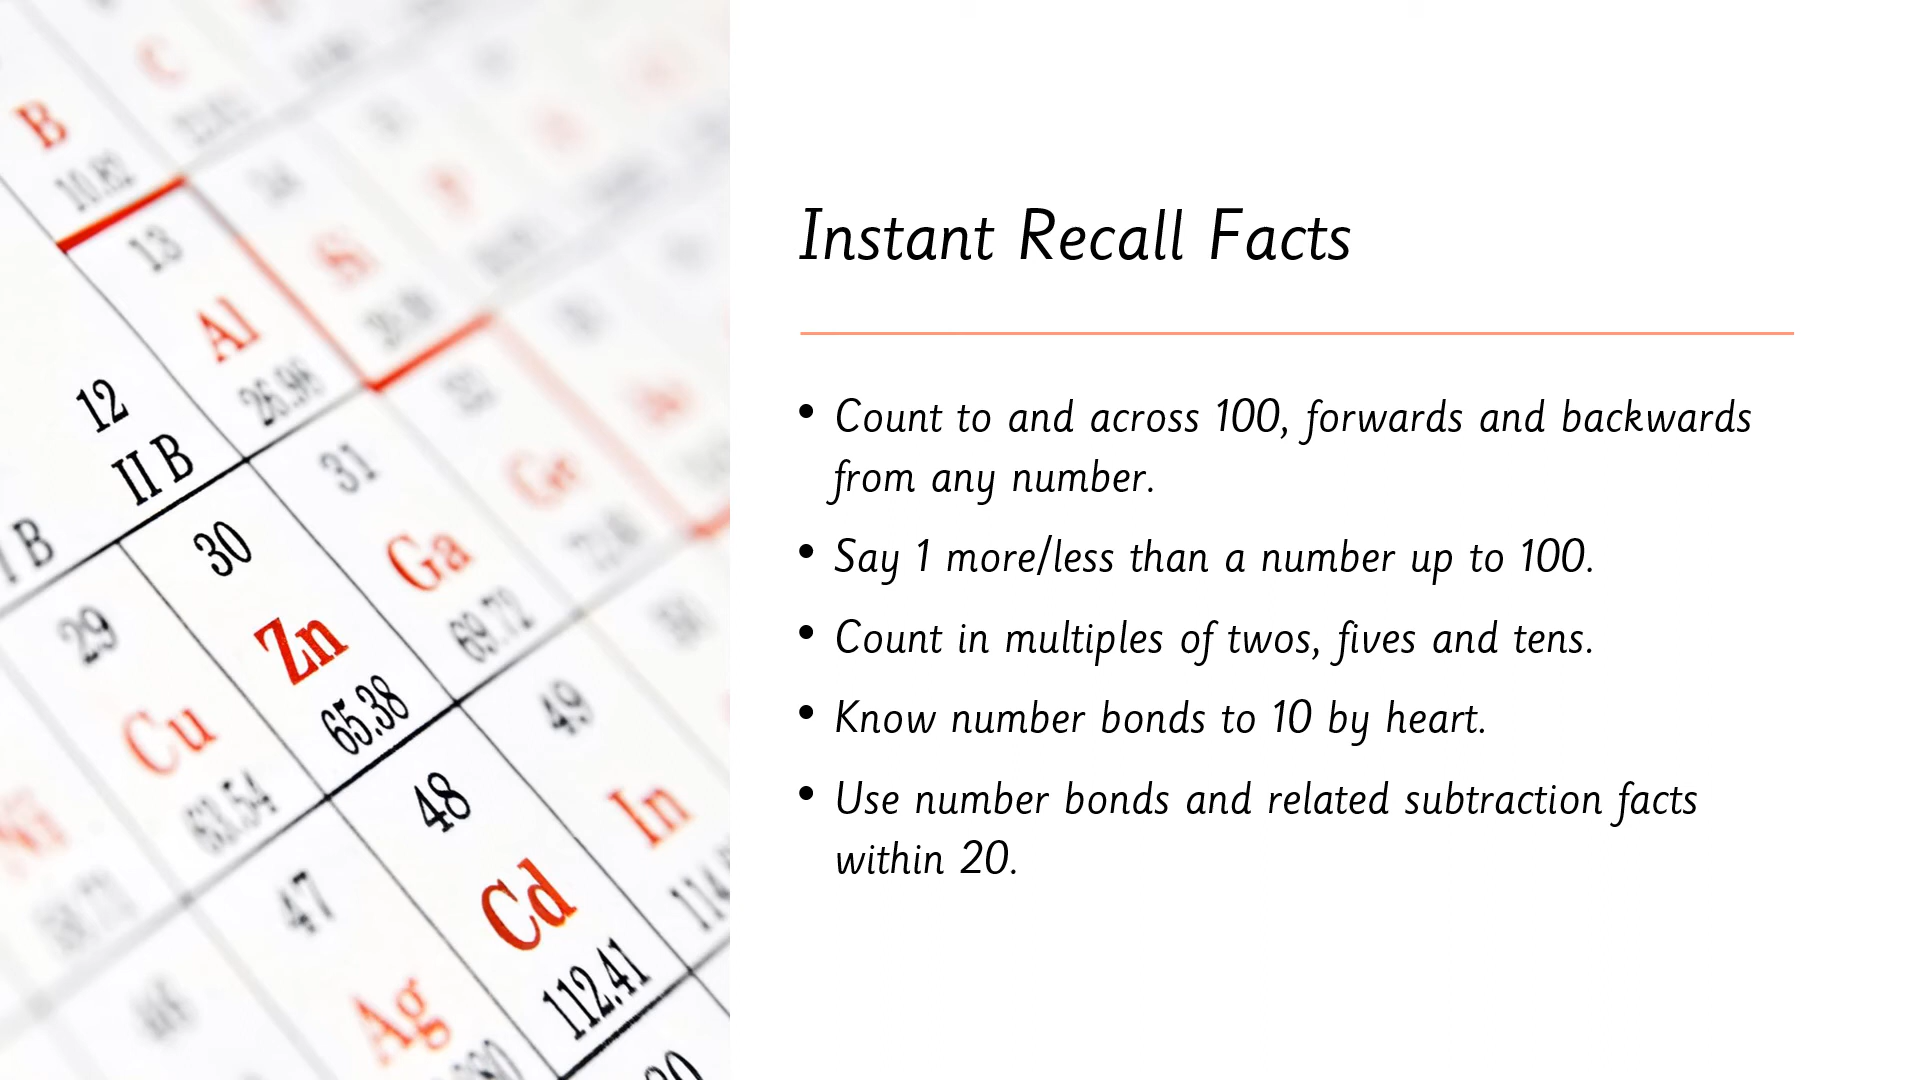 Instant Recall Facts
• Count to and across 100, forwards and backwards
from any number.
• Say 1 more/less than a number up to 100.
• Count in multiples of twos, fives and tens.
• Know number bonds to 10 by heart.
• Use number bonds and related subtraction facts
within 20.
C
B
10.82
13
Al
26.98
Si
12
II B
31
Ga
69.72
Ge
30
Zn
65.38
29
Cu
63.54
49
In
48
Cd
112.41
47
Ag